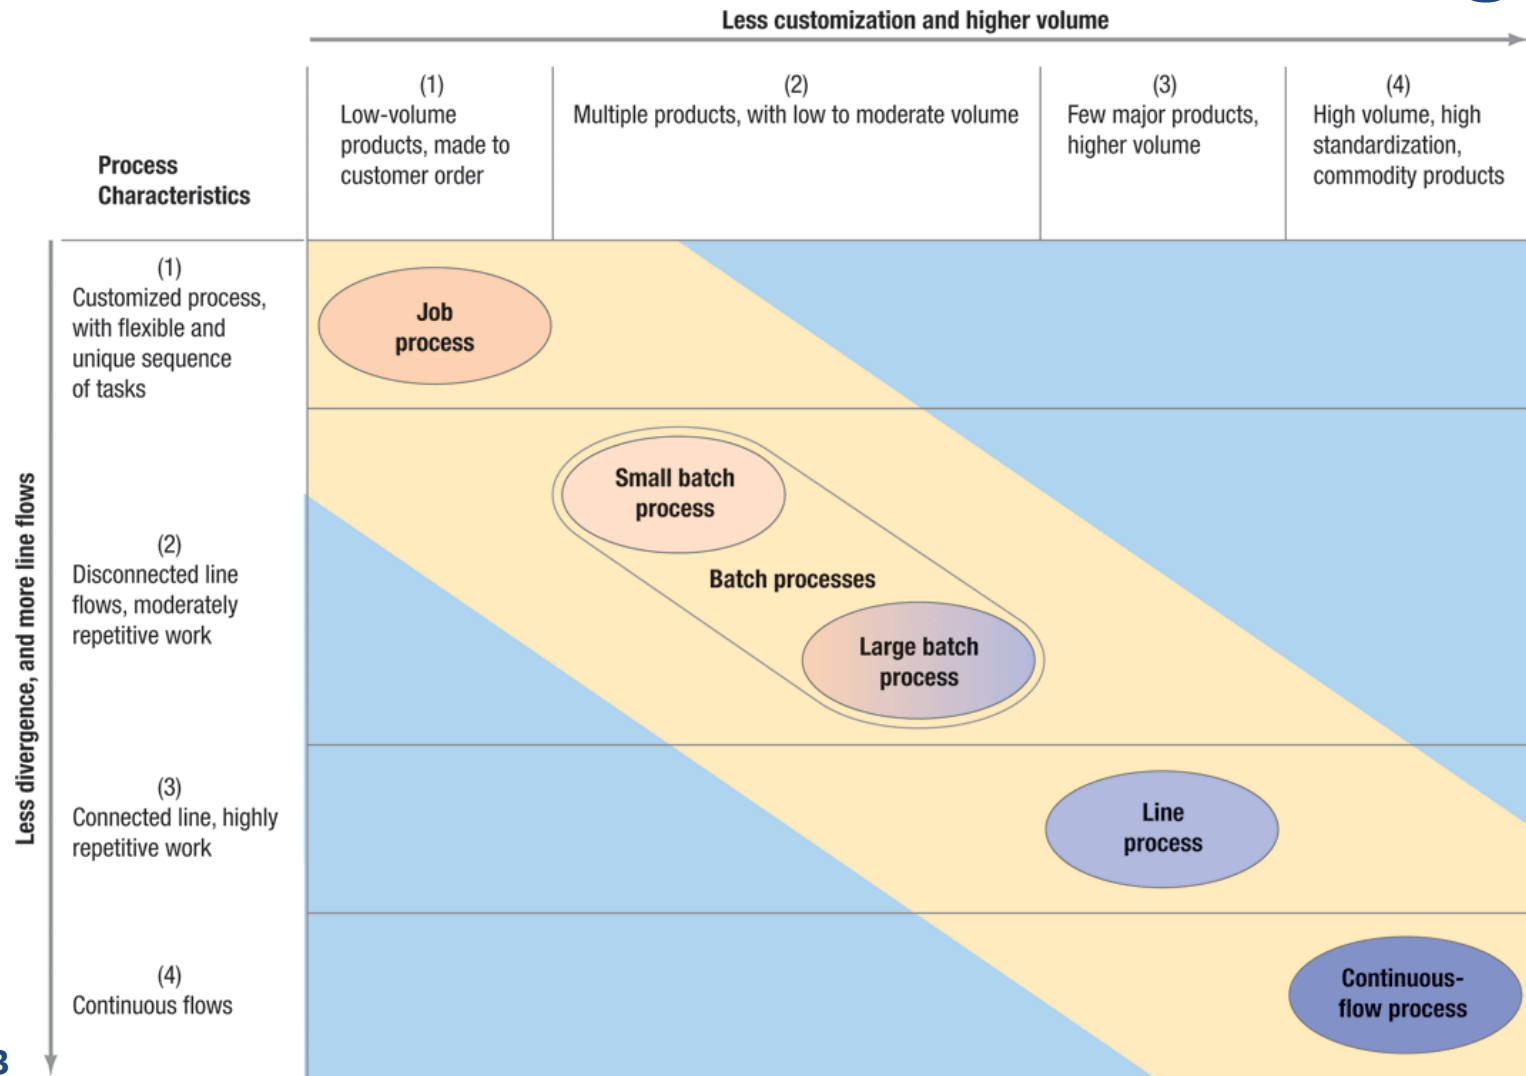 Less customization and higher volume
(1)
Low-volume
products, made to
customer order
(2)
Multiple products, with low to moderate volume
(3)
Few major products,
higher volume
(4)
High volume, high
standardization,
commodity products
Process
Characteristics
Less divergence, and more line flows
(1)
Customized process,
with flexible and
unique sequence
of tasks
Job
process
(2)
Disconnected line
flows, moderately
repetitive work
Small batch
process
Batch processes
Large batch
process
(3)
Connected line, highly
repetitive work
Line
process
(4)
Continuous flows
Continuous-
flow process
3